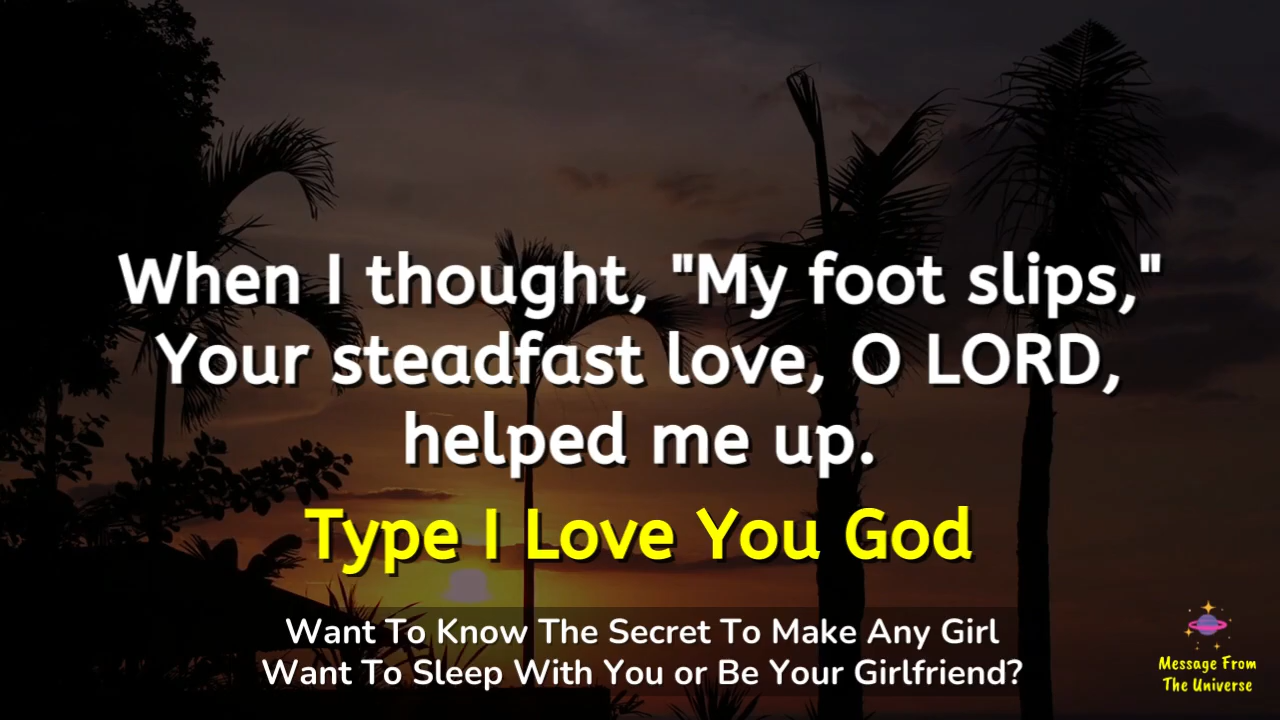 When I thought, "My foot slips,"
Your steadfast love, O LORD,
helped me up.
Type I Love You God
Want To Know The Secret To Make Any Girl
Want To Sleep With You or Be Your Girlfriend?
Message From
The Universe